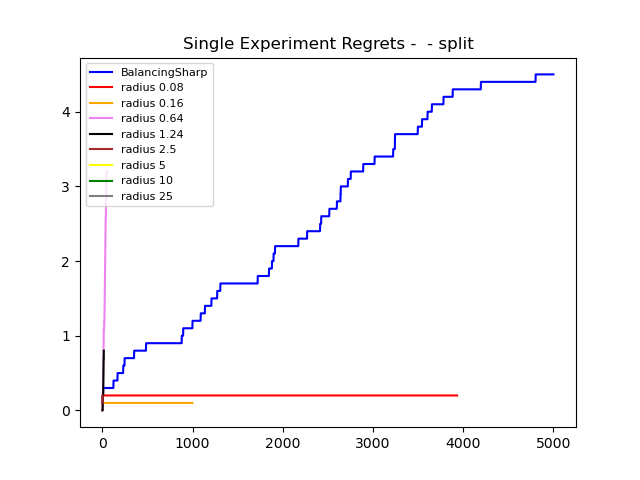 Single Experiment Regrets -  - split
BalancingSharp
radius 0.08
radius 0.16
radius 0.64
radius 1.24
radius 2.5
radius 5
radius 10
radius 25
4
3
2
1
0
0 1000 2000 3000 4000 5000